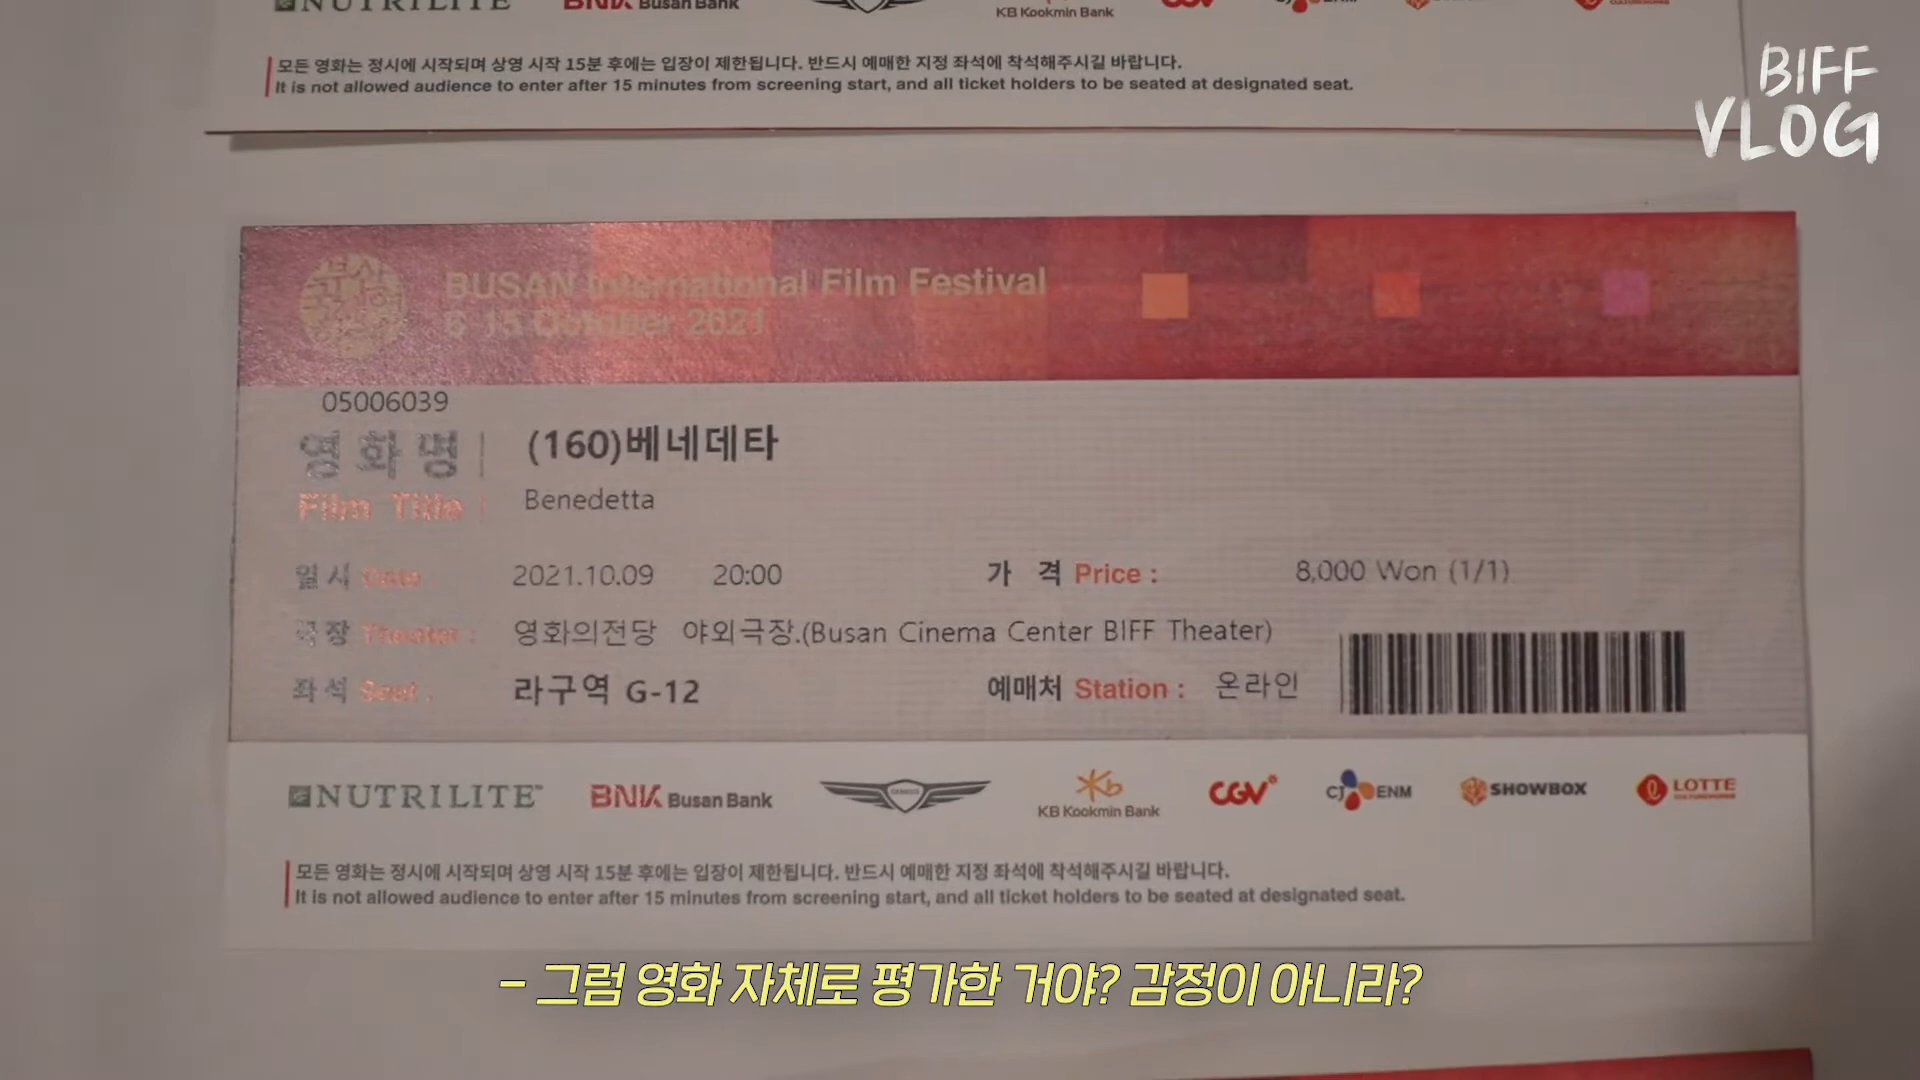 NUTRILITE
BNK Busan Bank
KB Kookmin Bank
CGV
CJ ENM
모든 영화는 정시에 시작되며 상영 시작 15분 후에는 입장이 제한됩니다. 반드시 예매한 지정 좌석에 착석해주시길 바랍니다.
It is not allowed audience to enter after 15 minutes from screening start, and all ticket holders to be seated at designated seat.
BIFF
VLOG
BUSAN International Film Festival
6 15 October 2021
05006039
영화명 | (160)베네데타
Film Title | Benedetta
일시 Date 2021.10.09 20:00 가 격 Price : 8,000 Won (1/1)
극장 Theater : 영화의전당 야외극장.(Busan Cinema Center BIFF Theater)
좌석 Seat : 라구역 G-12 예매처 Station : 온라인
NUTRILITE™ BNK Busan Bank GENESIS KB Kookmin Bank CGV CJ ENM SHOWBOX LOTTE
모든 영화는 정시에 시작되며 상영 시작 15분 후에는 입장이 제한됩니다. 반드시 예매한 지정 좌석에 착석해주시길 바랍니다.
It is not allowed audience to enter after 15 minutes from screening start, and all ticket holders to be seated at designated seat.
- 그럼 영화 자체로 평가한 거야? 감정이 아니라?